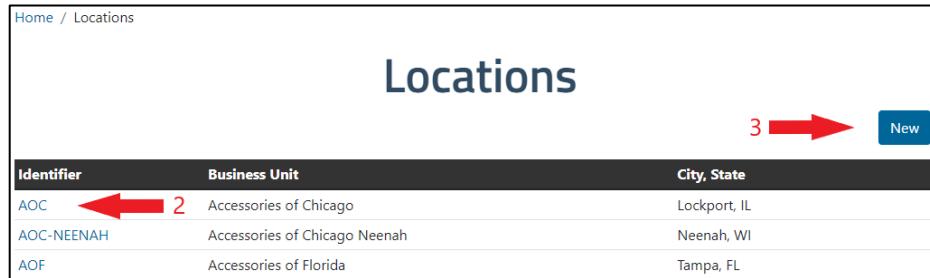 Home / Locations
Locations
3 New
Identifier Business Unit City, State
AOC 2 Accessories of Chicago Lockport, IL
AOC-NEENAH Accessories of Chicago Neenah Neenah, WI
AOF Accessories of Florida Tampa, FL